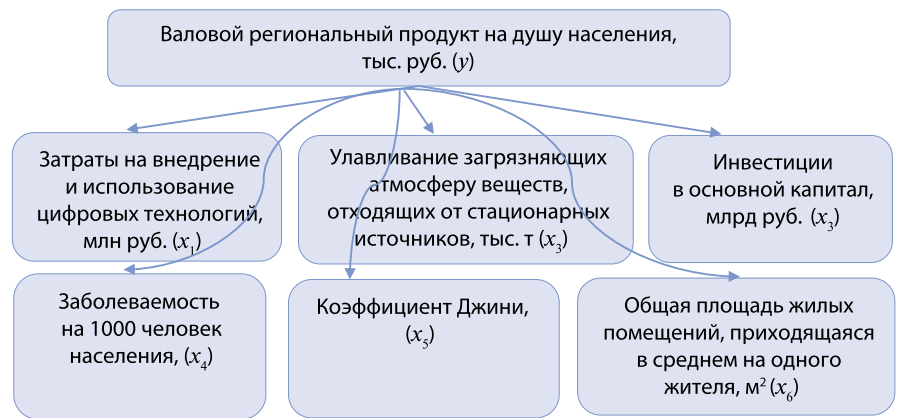 Валовой региональный продукт на душу населения,
тыс. руб. (y)
Затраты на внедрение
и использование
цифровых технологий,
млн руб. (x₁)
Улавливание загрязняющих
атмосферу веществ,
отходящих от стационарных
источников, тыс. т (x₃)
Инвестиции
в основной капитал,
млрд руб. (x₃)
Заболеваемость
на 1000 человек
населения, (x₄)
Коэффициент Джини,
(x₅)
Общая площадь жилых
помещений, приходящаяся
в среднем на одного
жителя, м² (x₆)